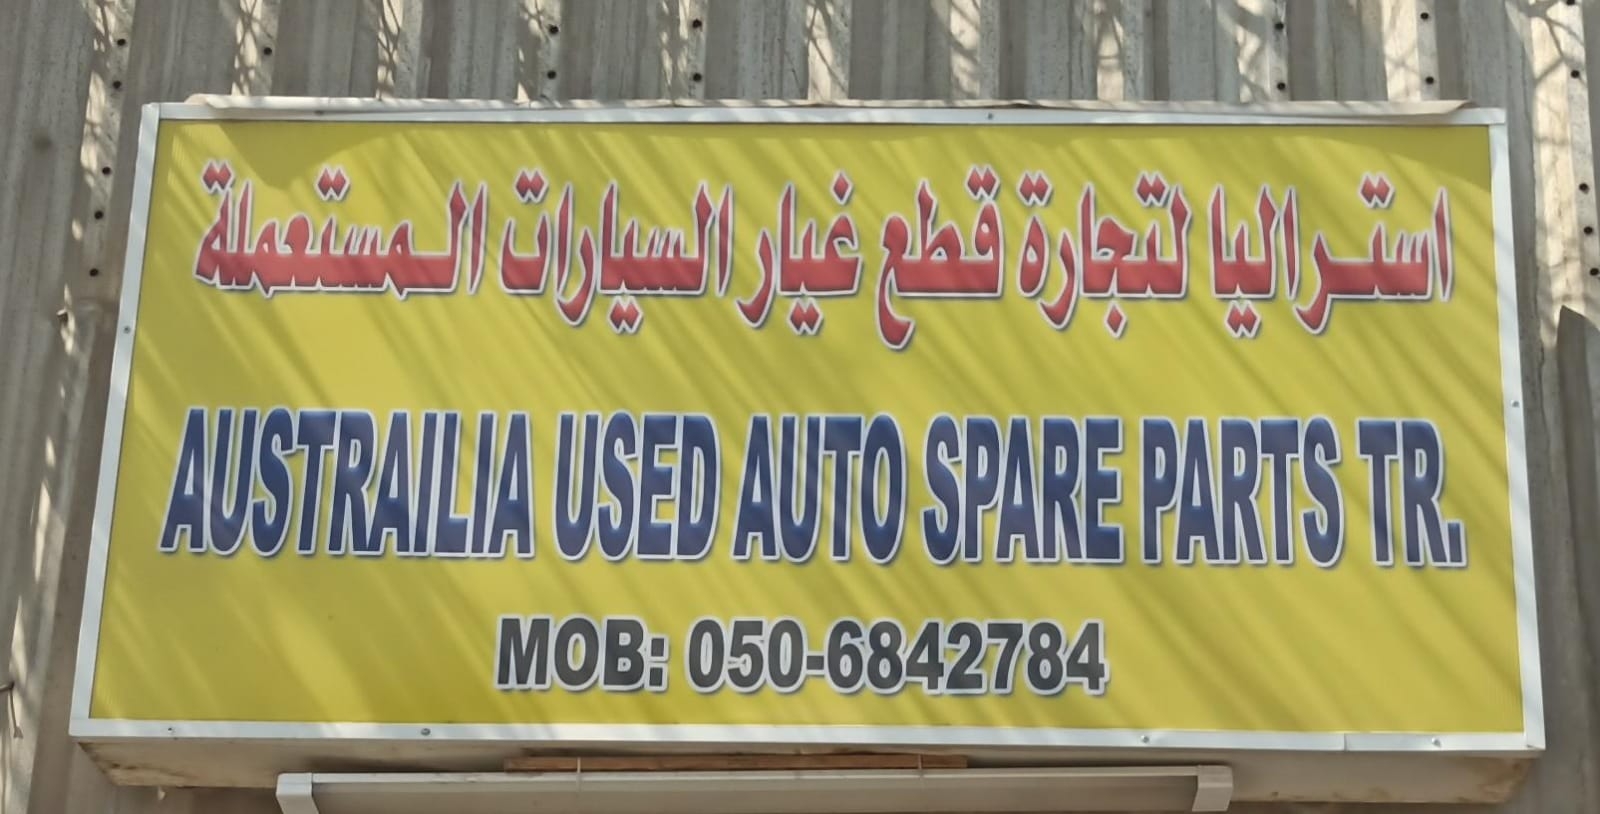 استراليا لتجارة قطع غيار السيارات المستعملة
AUSTRAILIA USED AUTO SPARE PARTS TR.
MOB: 050-6842784